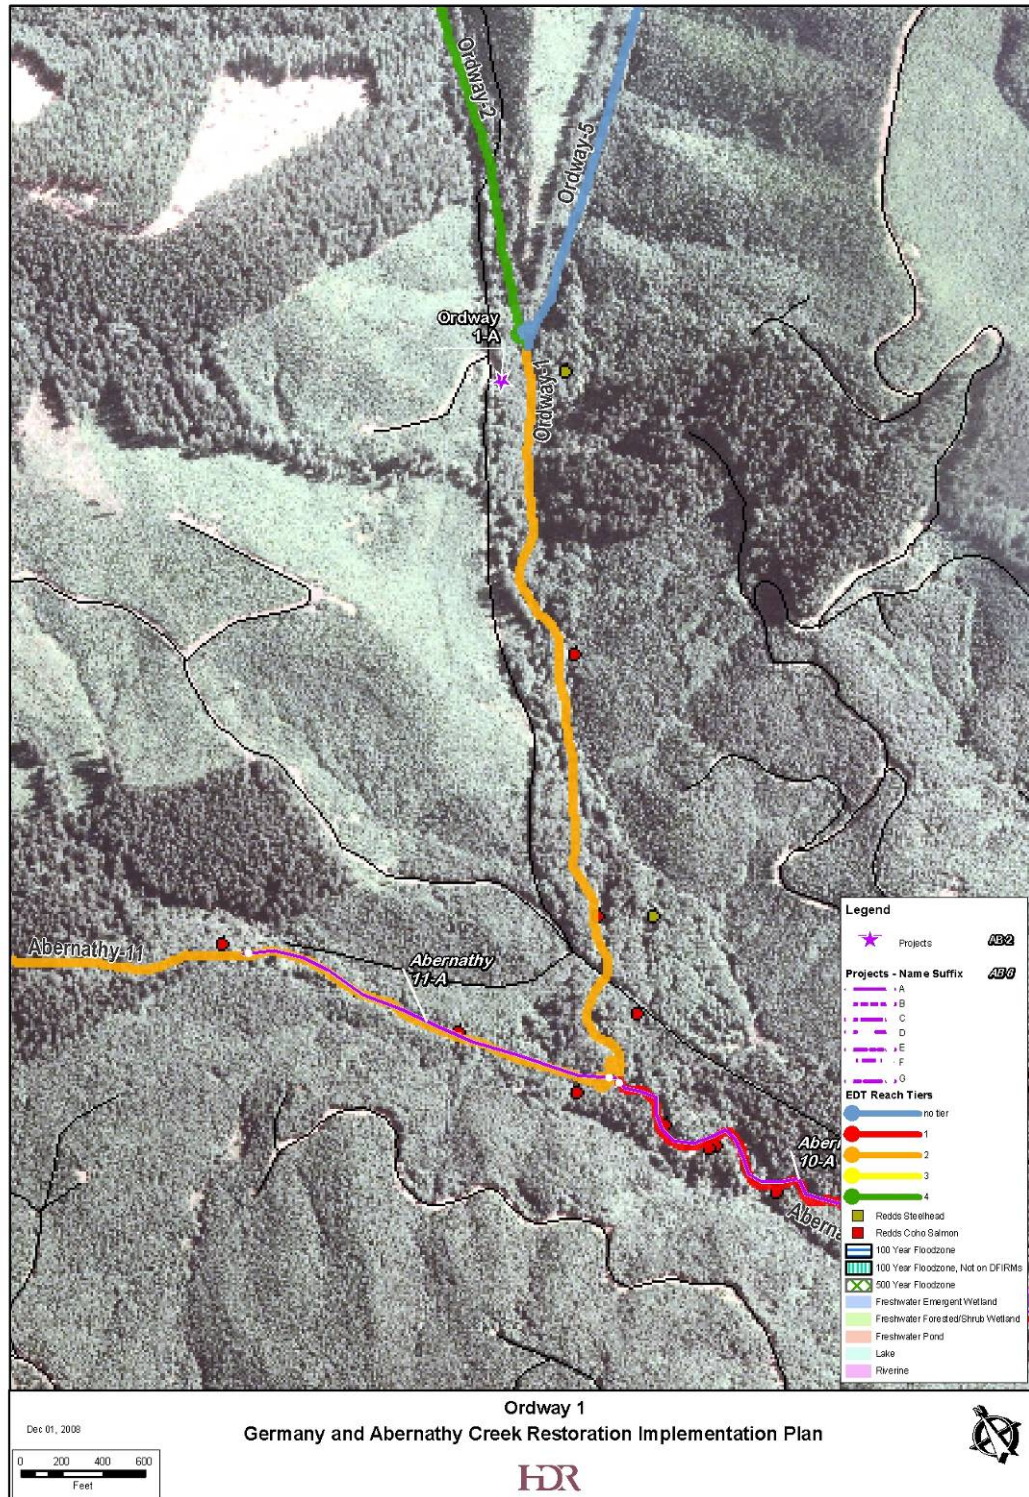 Ordway-2
Ordway-5
Ordway
1-A
Ordway-1
Abernathy-11
Abernathy
11-A
Aberr
10-A
Aberna
Legend
Projects
AB-2
Projects - Name Suffix
AB-6
A
B
C
D
E
F
G
EDT Reach Tiers
no tier
1
2
3
4
Redds Steelhead
Redds Coho Salmon
100 Year Floodzone
100 Year Floodzone, Not on DFIRMs
500 Year Floodzone
Freshwater Emergent Wetland
Freshwater Forested/Shrub Wetland
Freshwater Pond
Lake
Riverine
Ordway 1
Dec 01, 2008
Germany and Abernathy Creek Restoration Implementation Plan
0 200 400 600
Feet
HDR